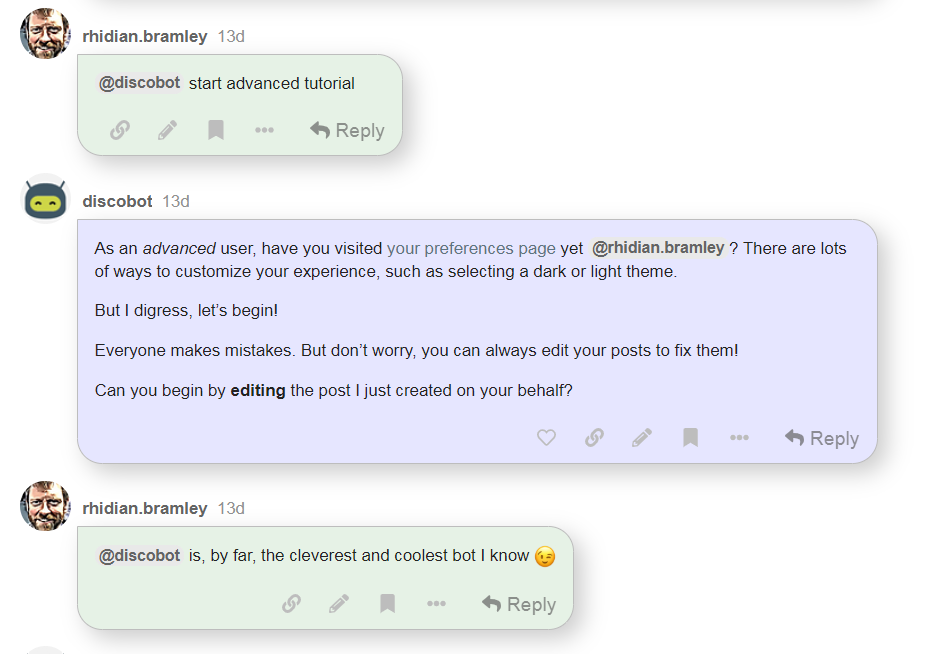 rhidian.bramley 13d
@discobot start advanced tutorial
Reply
discobot 13d
As an advanced user, have you visited your preferences page yet @rhidian.bramley ? There are lots
of ways to customize your experience, such as selecting a dark or light theme.
But I digress, let’s begin!
Everyone makes mistakes. But don’t worry, you can always edit your posts to fix them!
Can you begin by editing the post I just created on your behalf?
Reply
rhidian.bramley 13d
@discobot is, by far, the cleverest and coolest bot I know 😉
Reply